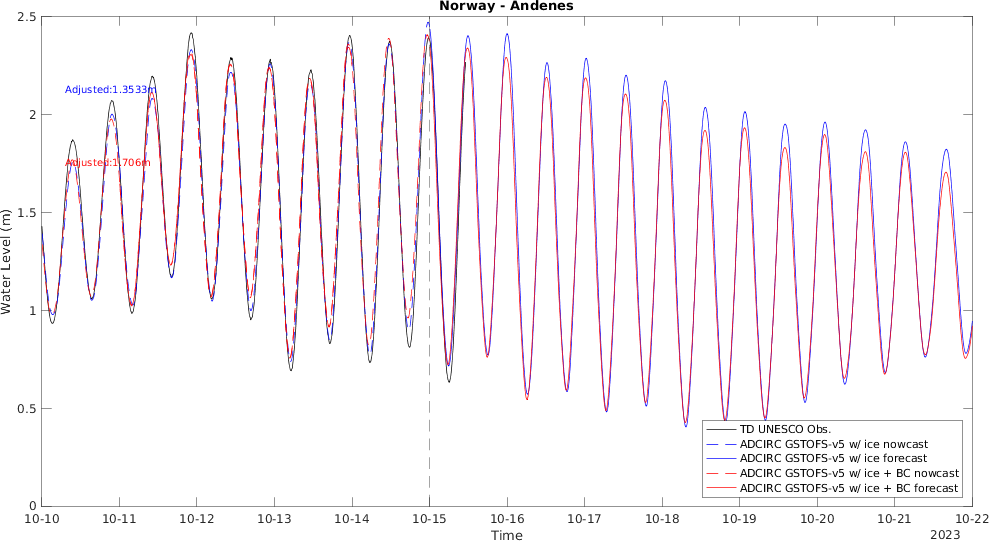 Norway - Andenes
2.5
2
1.5
1
0.5
0
Water Level (m)
Adjusted:1.3533m
Adjusted:1.706m
TD UNESCO Obs.
ADCIRC GSTOFS-v5 w/ ice nowcast
ADCIRC GSTOFS-v5 w/ ice forecast
ADCIRC GSTOFS-v5 w/ ice + BC nowcast
ADCIRC GSTOFS-v5 w/ ice + BC forecast
10-10 10-11 10-12 10-13 10-14 10-15 10-16 10-17 10-18 10-19 10-20 10-21 10-22
Time
2023